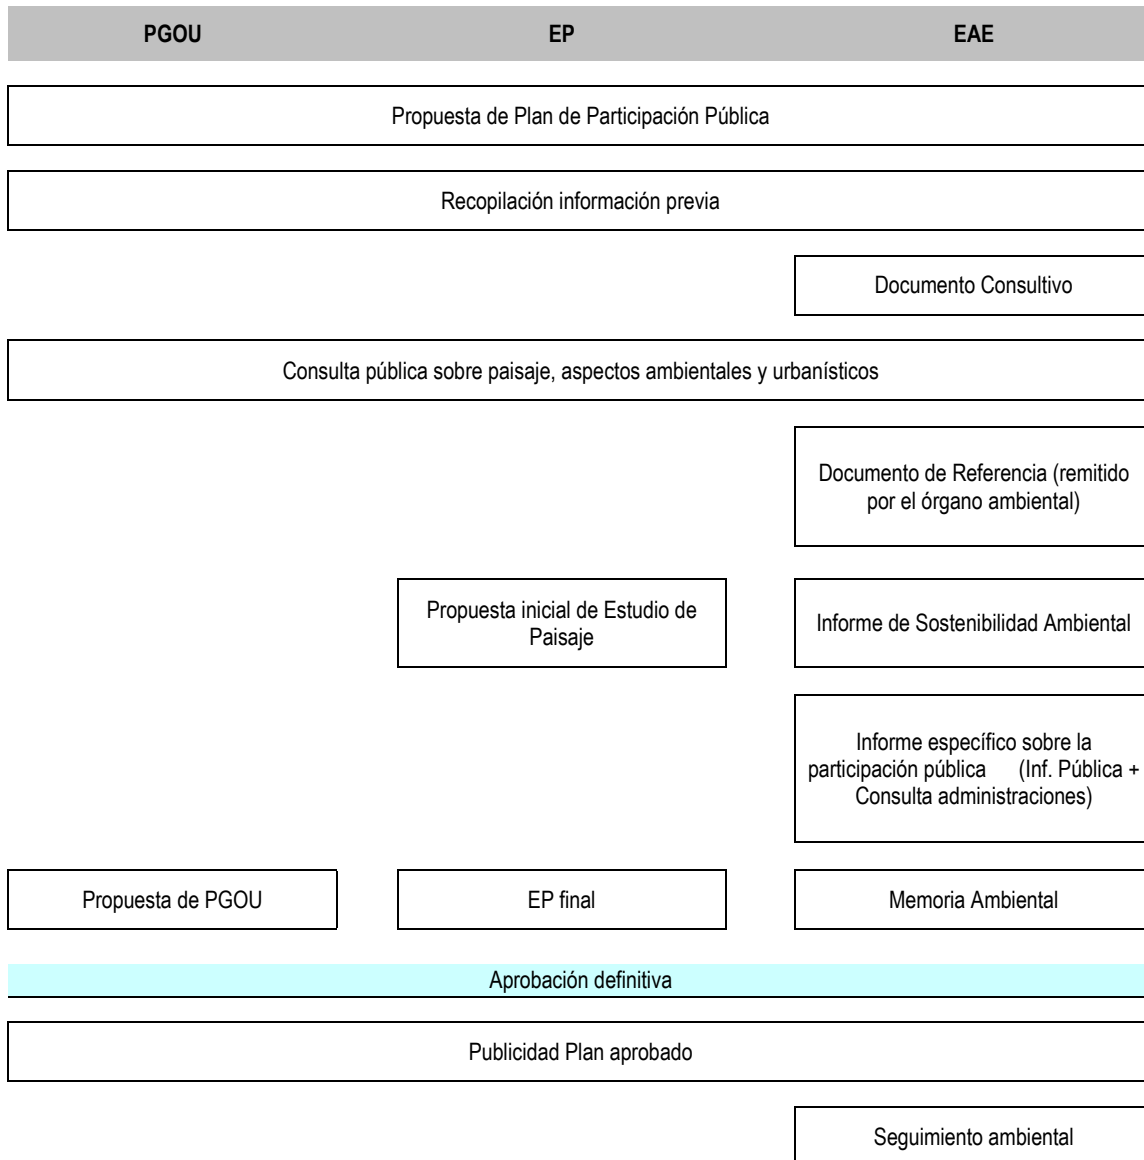 PGOU EP EAE
Propuesta de Plan de Participación Pública
Recopilación información previa
Documento Consultivo
Consulta pública sobre paisaje, aspectos ambientales y urbanísticos
Documento de Referencia (remitido
por el órgano ambiental)
Propuesta inicial de Estudio de
Paisaje
Informe de Sostenibilidad Ambiental
Informe específico sobre la
participación pública (Inf. Pública +
Consulta administraciones)
Propuesta de PGOU EP final Memoria Ambiental
Aprobación definitiva
Publicidad Plan aprobado
Seguimiento ambiental